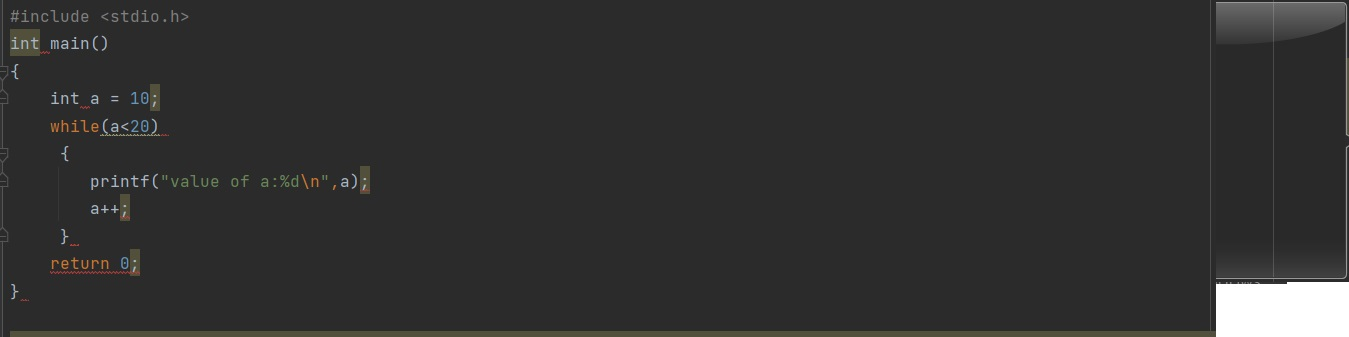 #include <stdio.h>
int main()
{
    int a = 10;
    while(a<20)
     {
        printf("value of a:%d\n",a);
        a++;
     }
    return 0;
}